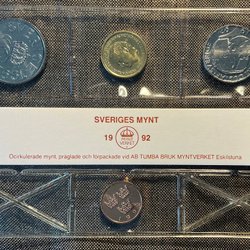 SVERIGES MYNT
19 92
Ocirkulerade mynt, präglade och förpackade vid AB TUMBA BRUK MYNTVERKET Eskilstuna